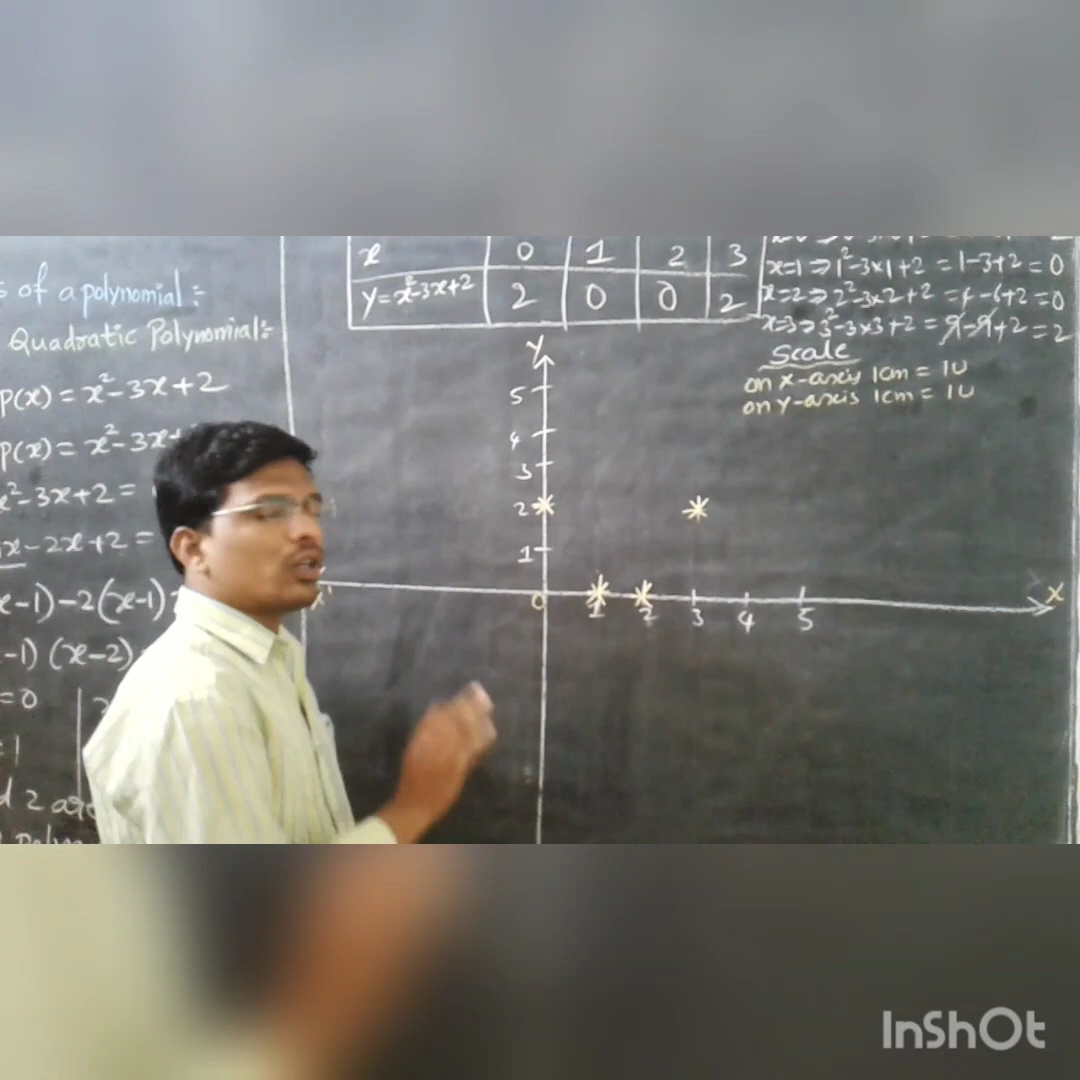 s of a polynomial :-
Quadratic Polynomial:-
P(x) = x²-3x+2
P(x) = x²-3x+
x²-3x+2 =
x-2x+2 =
x-1)-2(x-1)
-1) (x-2)
=0
=1
d 2 are
x 0 1 2 3
y=x²-3x+2 2 0 0 2
x=1⇒1²-3×1+2 = 1-3+2=0
x=2⇒2²-3×2+2 = 4-6+2=0
x=3⇒3²-3×3+2 = 9-9+2=2
Scale
on x-axis 1cm = 1U
on y-axis 1cm = 1U
Y
5
4
3
2
1
X' 0 1 2 3 4 5 X
InShOt